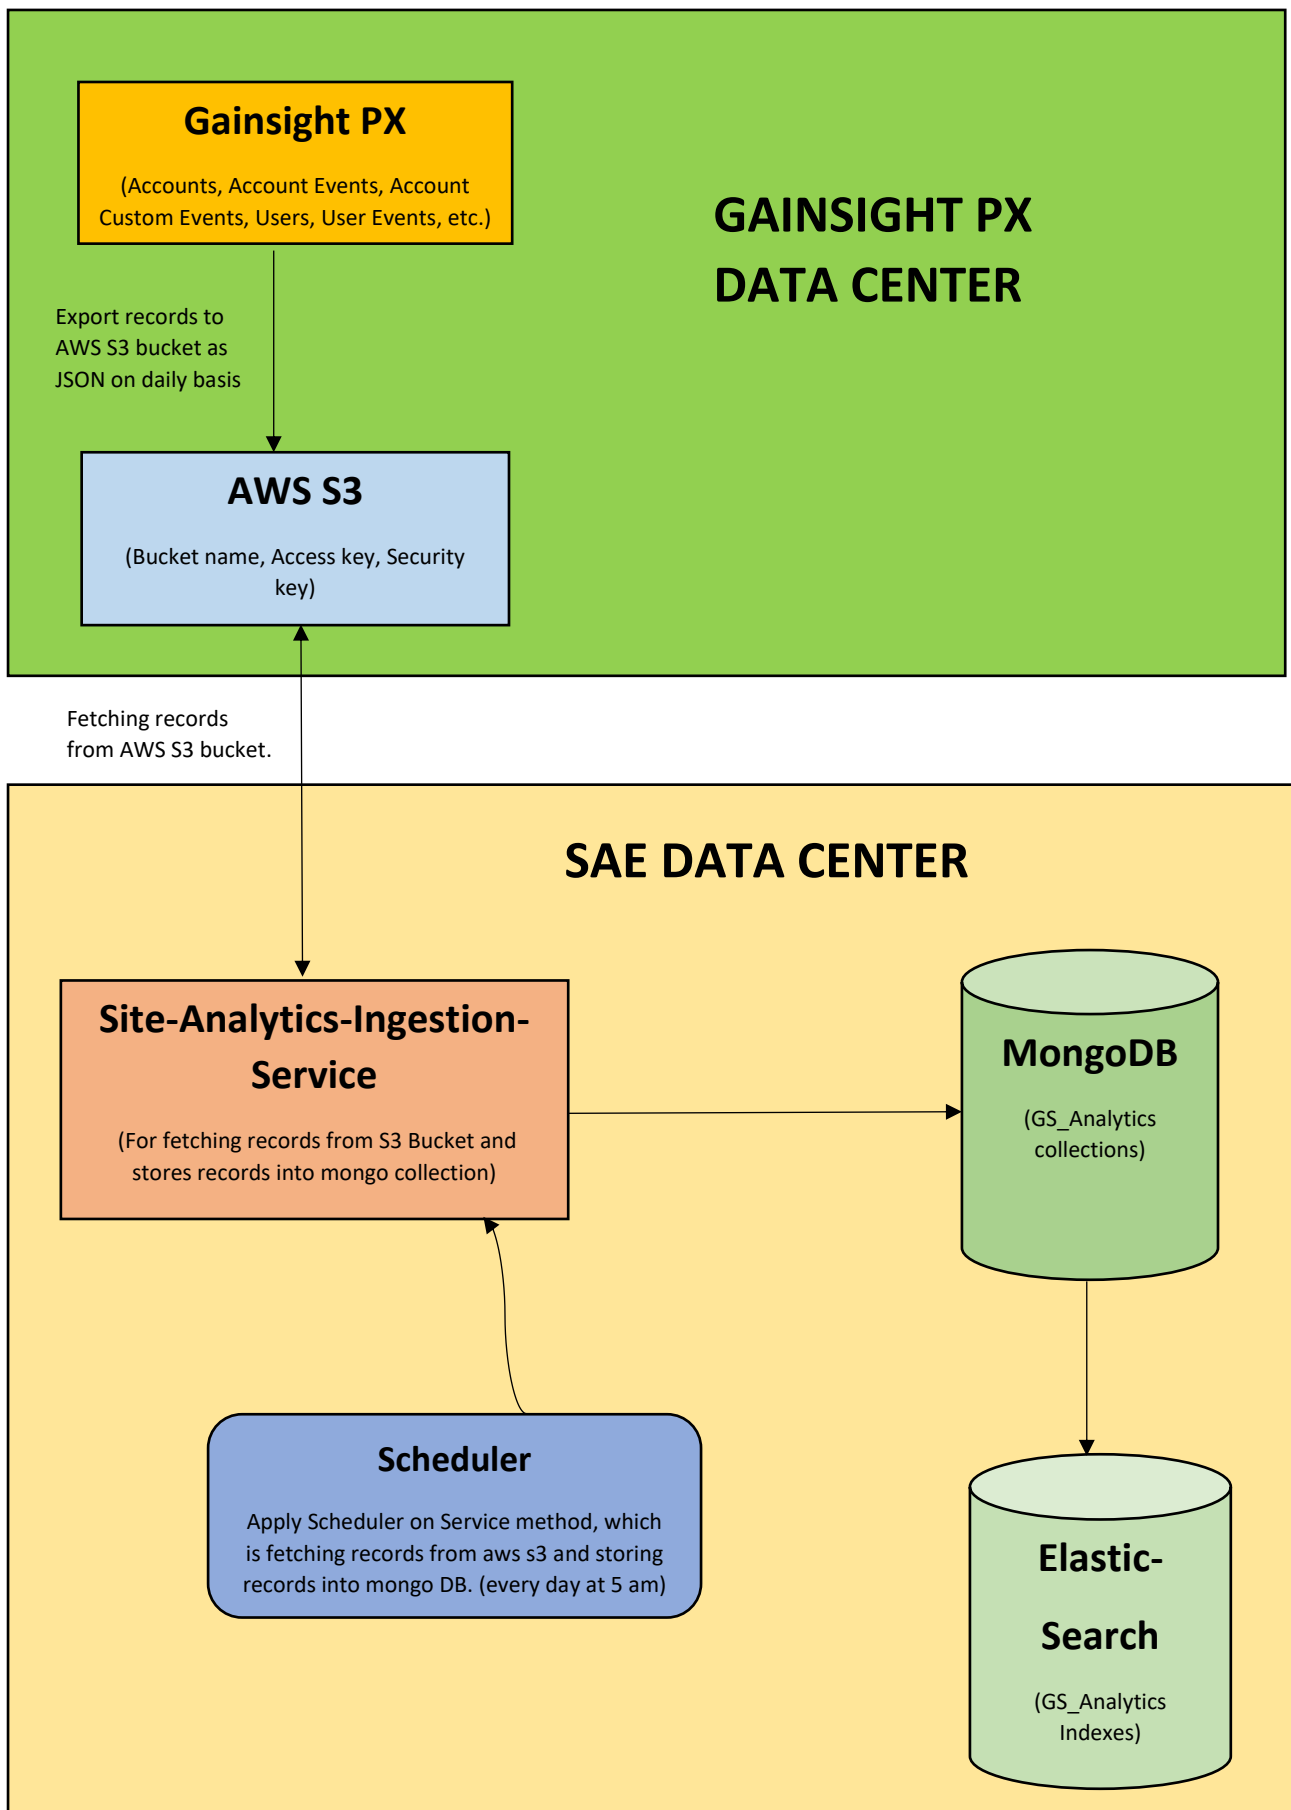 Gainsight PX
(Accounts, Account Events, Account
Custom Events, Users, User Events, etc.)
GAINSIGHT PX
DATA CENTER
Export records to
AWS S3 bucket as
JSON on daily basis
AWS S3
(Bucket name, Access key, Security
key)
Fetching records
from AWS S3 bucket.
SAE DATA CENTER
Site-Analytics-Ingestion-
Service
(For fetching records from S3 Bucket and
stores records into mongo collection)
MongoDB
(GS_Analytics
collections)
Scheduler
Apply Scheduler on Service method, which
is fetching records from aws s3 and storing
records into mongo DB. (every day at 5 am)
Elastic-
Search
(GS_Analytics
Indexes)